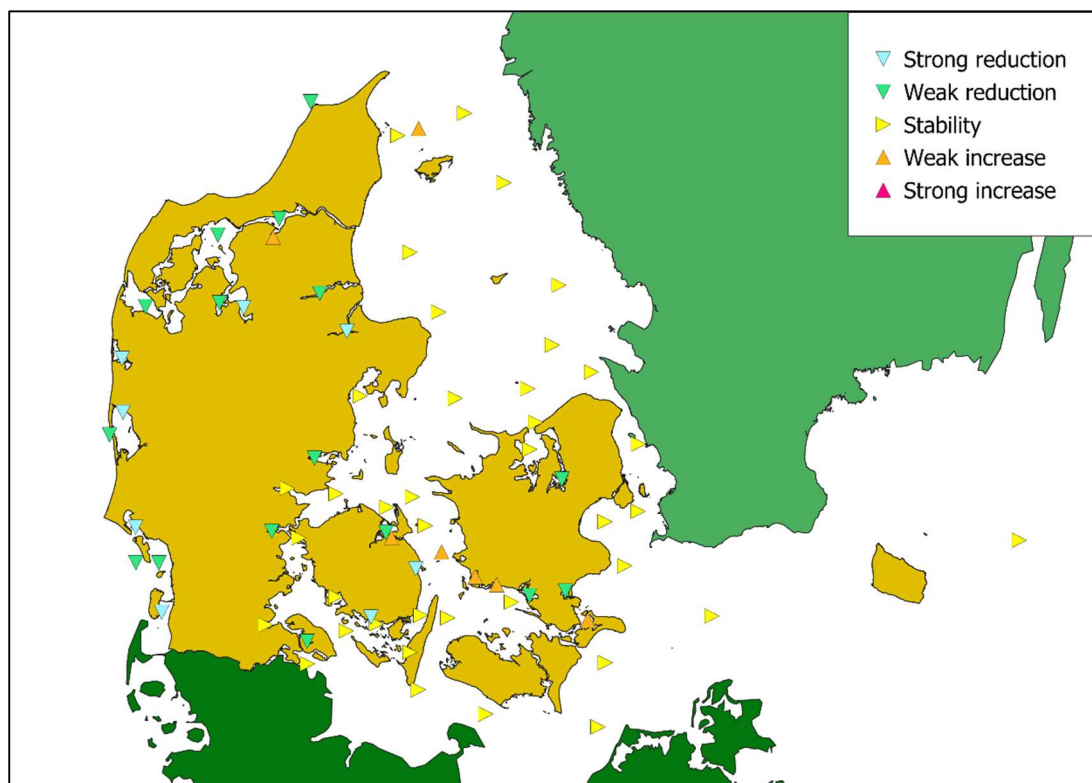 Strong reduction
Weak reduction
Stability
Weak increase
Strong increase